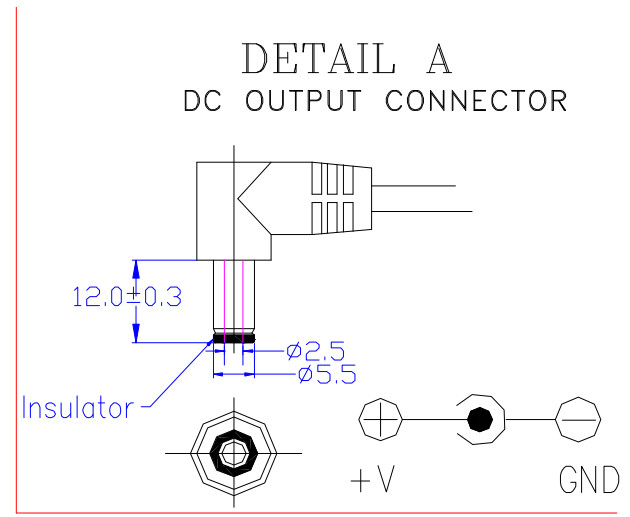 DETAIL A
DC OUTPUT CONNECTOR
12.0±0.3
ø2.5
ø5.5
Insulator
+V
GND